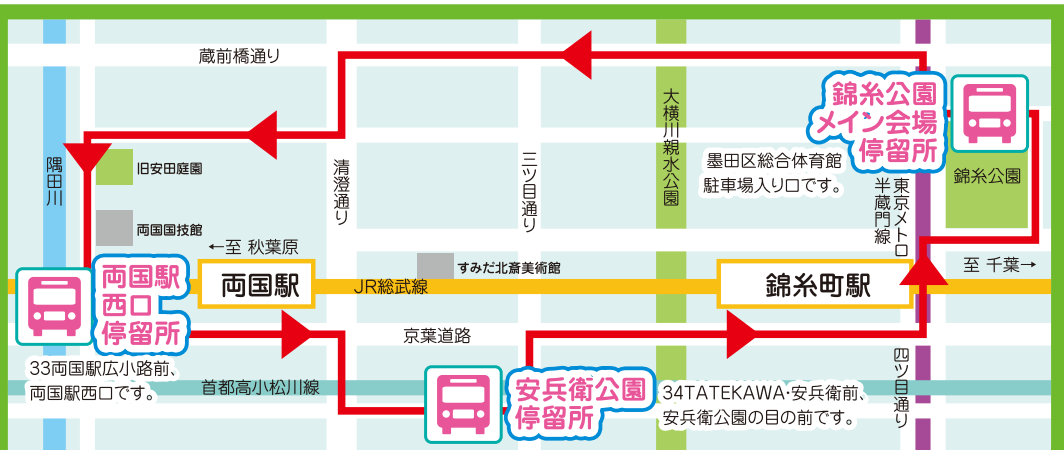 蔵前橋通り
錦糸公園
メイン会場
停留所
墨田区総合体育館
駐車場入り口です。
錦糸公園
大横川親水公園
隅田川
旧安田庭園
清澄通り
三ツ目通り
東京メトロ
半蔵門線
両国国技館
←至 秋葉原
すみだ北斎美術館
至 千葉→
両国駅
西口
停留所
両国駅
JR総武線
錦糸町駅
京葉道路
33両国駅広小路前、
両国駅西口です。
首都高小松川線
安兵衛公園
停留所
34TATEKAWA・安兵衛前、
安兵衛公園の目の前です。
四ツ目通り